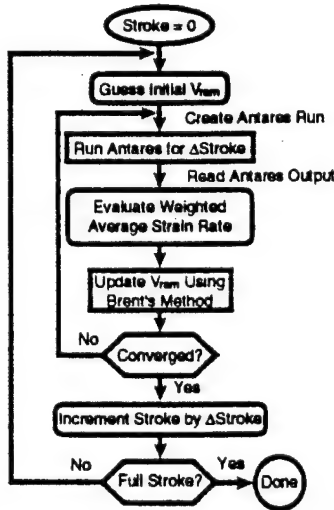 Stroke = 0
Guess Initial Vram
Create Antares Run
Run Antares for ΔStroke
Read Antares Output
Evaluate Weighted
Average Strain Rate
Update Vram Using
Brent's Method
No
Converged?
Yes
Increment Stroke by ΔStroke
No
Full Stroke?
Yes
Done